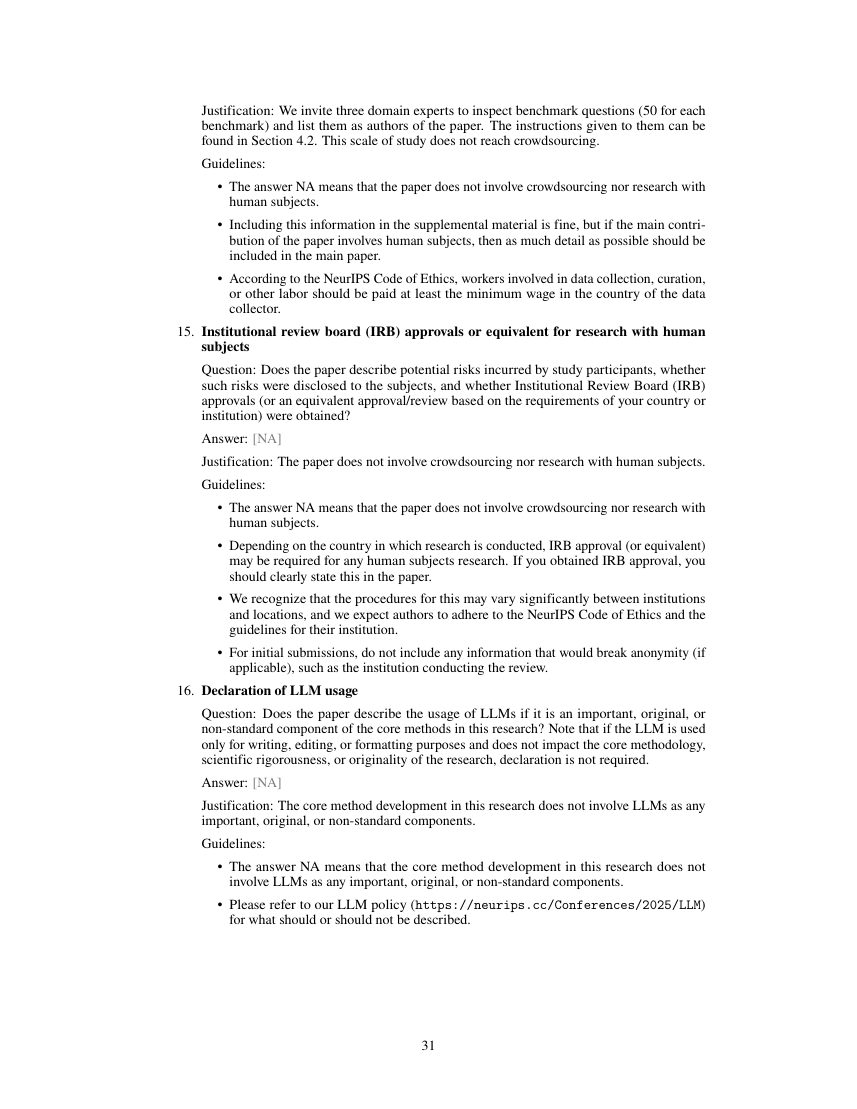 Justification: We invite three domain experts to inspect benchmark questions (50 for each
benchmark) and list them as authors of the paper. The instructions given to them can be
found in Section 4.2. This scale of study does not reach crowdsourcing.
Guidelines:
• The answer NA means that the paper does not involve crowdsourcing nor research with
human subjects.
• Including this information in the supplemental material is fine, but if the main contri-
bution of the paper involves human subjects, then as much detail as possible should be
included in the main paper.
• According to the NeurIPS Code of Ethics, workers involved in data collection, curation,
or other labor should be paid at least the minimum wage in the country of the data
collector.
15. Institutional review board (IRB) approvals or equivalent for research with human
subjects
Question: Does the paper describe potential risks incurred by study participants, whether
such risks were disclosed to the subjects, and whether Institutional Review Board (IRB)
approvals (or an equivalent approval/review based on the requirements of your country or
institution) were obtained?
Answer: [NA]
Justification: The paper does not involve crowdsourcing nor research with human subjects.
Guidelines:
• The answer NA means that the paper does not involve crowdsourcing nor research with
human subjects.
• Depending on the country in which research is conducted, IRB approval (or equivalent)
may be required for any human subjects research. If you obtained IRB approval, you
should clearly state this in the paper.
• We recognize that the procedures for this may vary significantly between institutions
and locations, and we expect authors to adhere to the NeurIPS Code of Ethics and the
guidelines for their institution.
• For initial submissions, do not include any information that would break anonymity (if
applicable), such as the institution conducting the review.
16. Declaration of LLM usage
Question: Does the paper describe the usage of LLMs if it is an important, original, or
non-standard component of the core methods in this research? Note that if the LLM is used
only for writing, editing, or formatting purposes and does not impact the core methodology,
scientific rigorousness, or originality of the research, declaration is not required.
Answer: [NA]
Justification: The core method development in this research does not involve LLMs as any
important, original, or non-standard components.
Guidelines:
• The answer NA means that the core method development in this research does not
involve LLMs as any important, original, or non-standard components.
• Please refer to our LLM policy (https://neurips.cc/Conferences/2025/LLM)
for what should or should not be described.
31